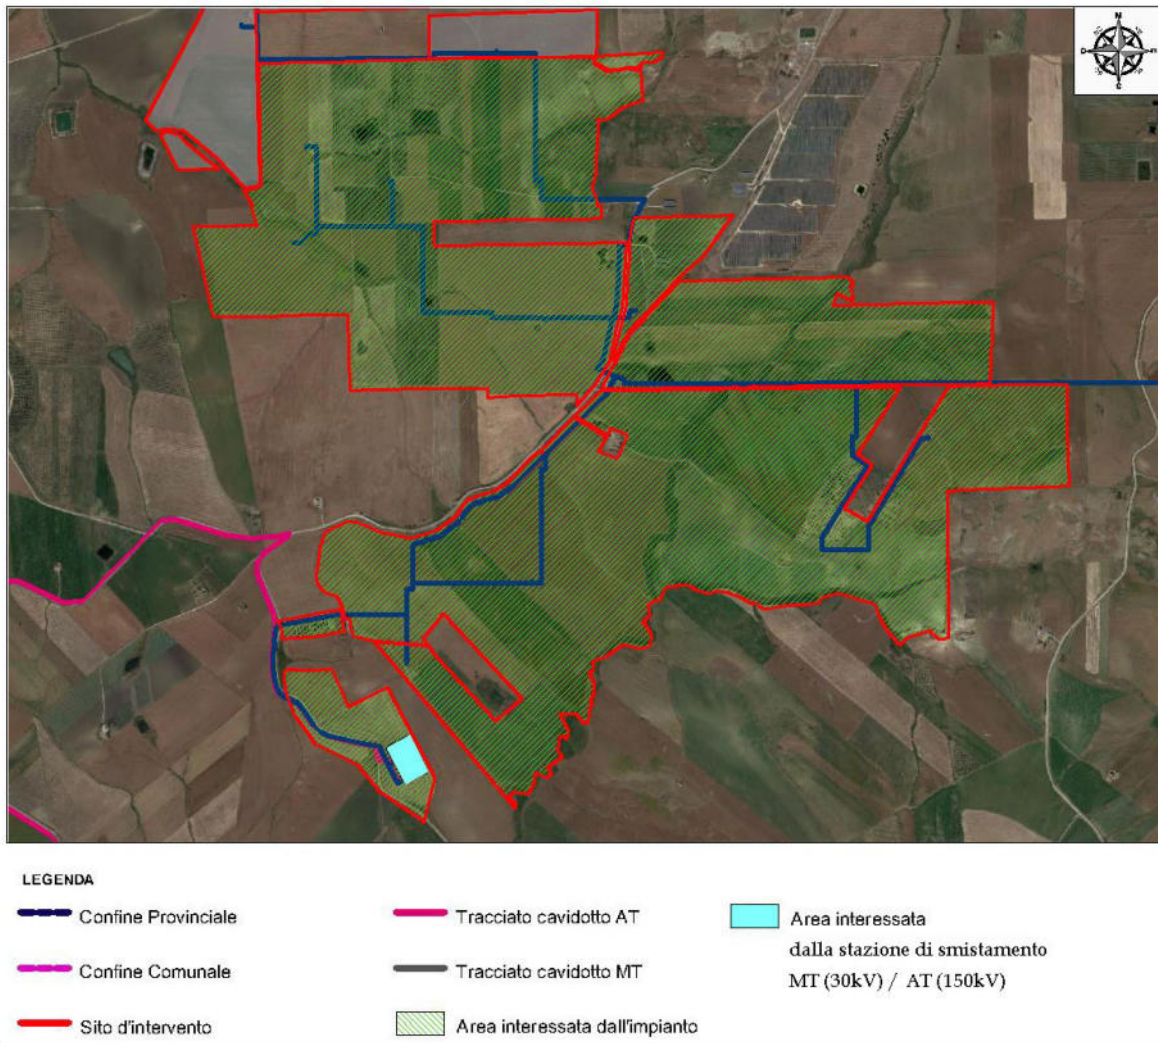 N
LEGENDA
Confine Provinciale
Tracciato cavidotto AT
Area interessata
dalla stazione di smistamento
MT (30kV) / AT (150kV)
Confine Comunale
Tracciato cavidotto MT
Sito d'intervento
Area interessata dall'impianto